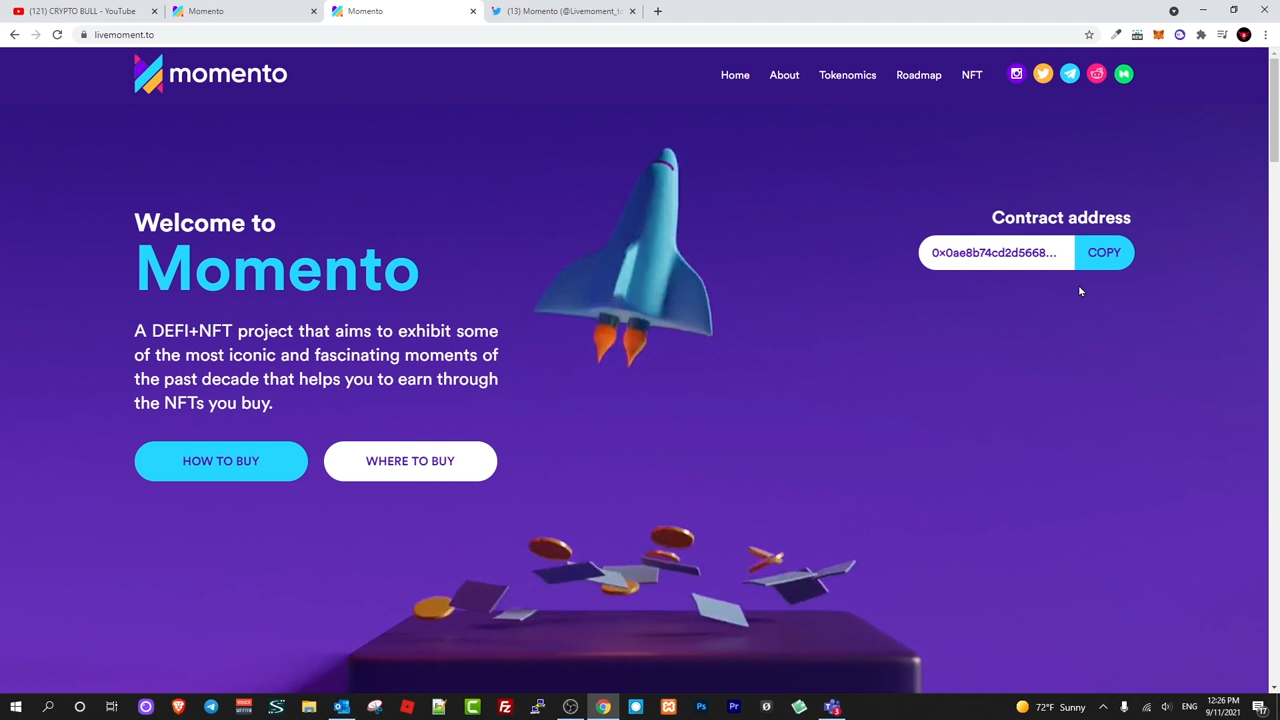 (121) CRYPTO BULL - YouTube
Momento
Momento
(13) Momento (@Livemoment_to
livemoment.to
momento
Home
About
Tokenomics
Roadmap
NFT
Welcome to
Momento
A DEFI+NFT project that aims to exhibit some
of the most iconic and fascinating moments of
the past decade that helps you to earn through
the NFTs you buy.
HOW TO BUY
WHERE TO BUY
Contract address
0x0ae8b74cd2d5668...
COPY
72°F Sunny
ENG
12:26 PM
9/11/2021